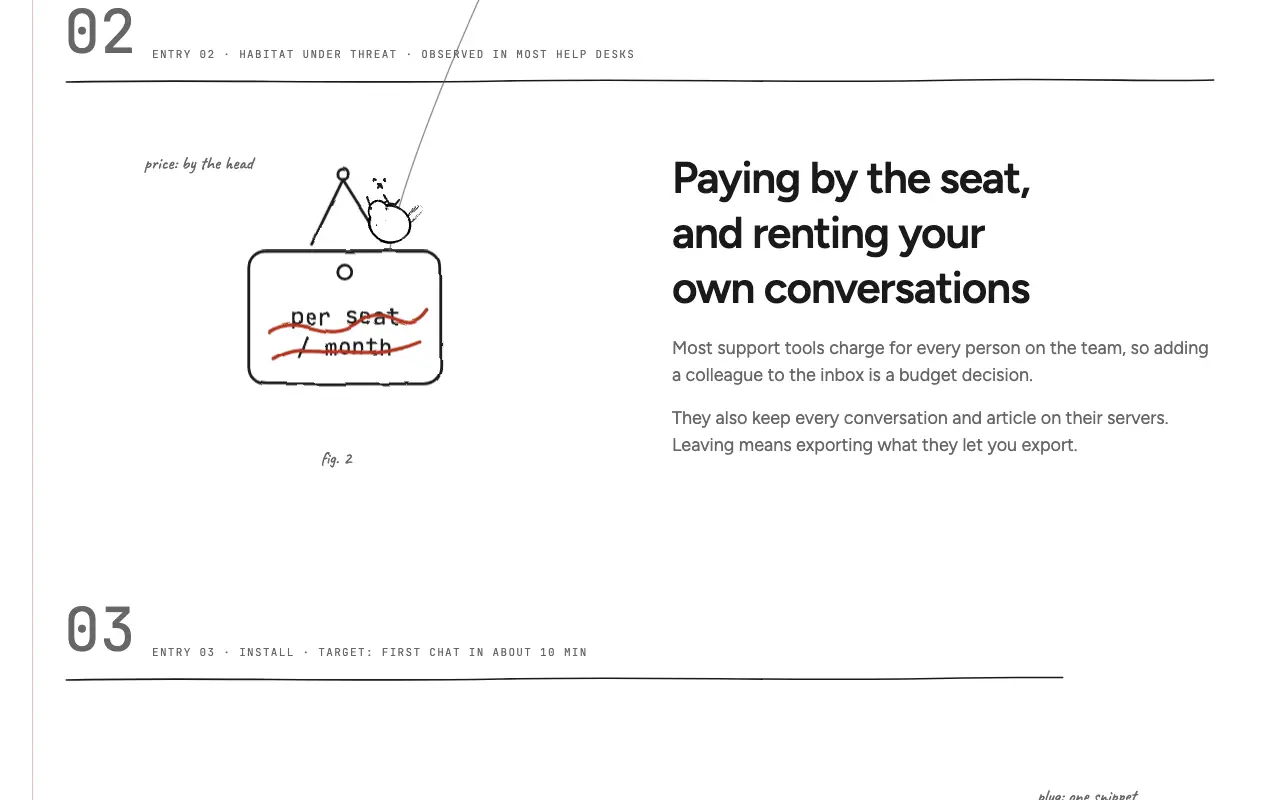 02
ENTRY 02 · HABITAT UNDER THREAT · OBSERVED IN MOST HELP DESKS
price: by the head
per seat
/ month
fig. 2
Paying by the seat,
and renting your
own conversations
Most support tools charge for every person on the team, so adding
a colleague to the inbox is a budget decision.
They also keep every conversation and article on their servers.
Leaving means exporting what they let you export.
03
ENTRY 03 · INSTALL · TARGET: FIRST CHAT IN ABOUT 10 MIN
plug: one snippet